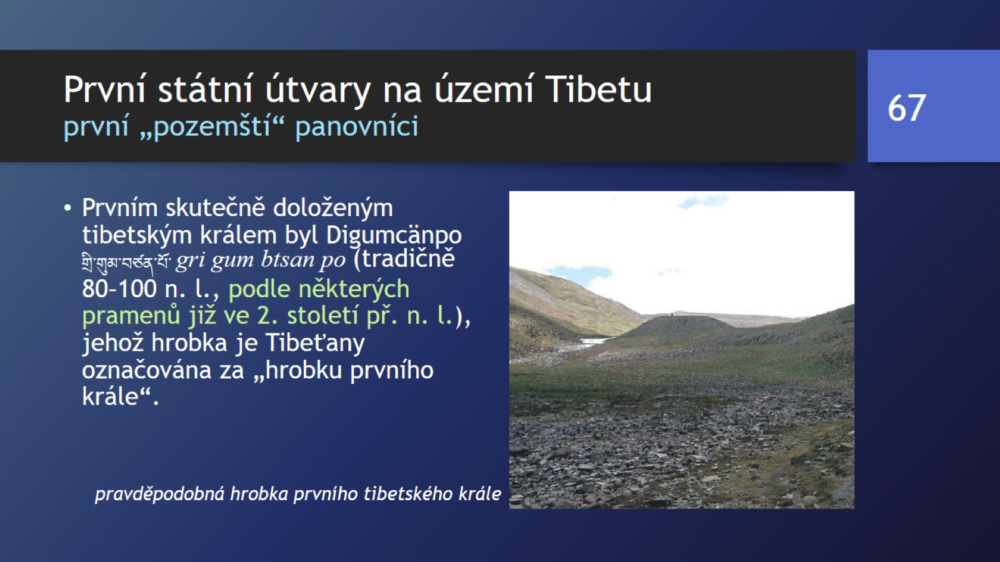 První státní útvary na území Tibetu
první „pozemští“ panovníci
67
• Prvním skutečně doloženým
tibetským králem byl Digumcänpo
གྲི་གུམ་བཙན་པོ་ gri gum btsan po (tradičně
80–100 n. l., podle některých
pramenů již ve 2. století př. n. l.),
jehož hrobka je Tibeťany
označována za „hrobku prvního
krále“.
pravděpodobná hrobka prvního tibetského krále